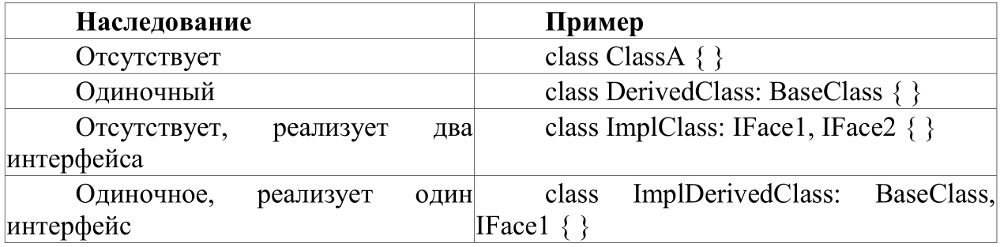 Наследование Пример
Отсутствует class ClassA { }
Одиночный class DerivedClass: BaseClass { }
Отсутствует, реализует два class ImplClass: IFace1, IFace2 { }
интерфейса
Одиночное, реализует один class ImplDerivedClass: BaseClass,
интерфейс IFace1 { }